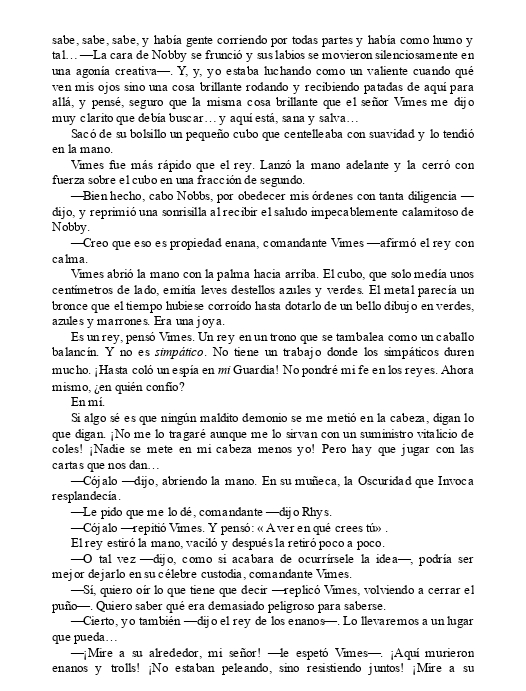 sabe, sabe, sabe, y había gente corriendo por todas partes y había como humo y
tal… —La cara de Nobby se frunció y sus labios se movieron silenciosamente en
una agonía creativa—. Y, y, yo estaba luchando como un valiente cuando qué
ven mis ojos sino una cosa brillante rodando y recibiendo patadas de aquí para
allá, y pensé, seguro que la misma cosa brillante que el señor Vimes me dijo
muy clarito que debía buscar… y aquí está, sana y salva…
Sacó de su bolsillo un pequeño cubo que centelleaba con suavidad y lo tendió
en la mano.
Vimes fue más rápido que el rey. Lanzó la mano adelante y la cerró con
fuerza sobre el cubo en una fracción de segundo.
—Bien hecho, cabo Nobbs, por obedecer mis órdenes con tanta diligencia —
dijo, y reprimió una sonrisilla al recibir el saludo impecablemente calamitoso de
Nobby.
—Creo que eso es propiedad enana, comandante Vimes —afirmó el rey con
calma.
Vimes abrió la mano con la palma hacia arriba. El cubo, que solo medía unos
centímetros de lado, emitía leves destellos azules y verdes. El metal parecía un
bronce que el tiempo hubiese corroído hasta dotarlo de un bello dibujo en verdes,
azules y marrones. Era una joya.
Es un rey, pensó Vimes. Un rey en un trono que se tambalea como un caballo
balancín. Y no es simpático. No tiene un trabajo donde los simpáticos duren
mucho. ¡Hasta coló un espía en mi Guardia! No pondré mi fe en los reyes. Ahora
mismo, ¿en quién confío?
En mí.
Si algo sé es que ningún maldito demonio se me metió en la cabeza, digan lo
que digan. ¡No me lo tragaré aunque me lo sirvan con un suministro vitalicio de
coles! ¡Nadie se mete en mi cabeza menos yo! Pero hay que jugar con las
cartas que nos dan…
—Cójalo —dijo, abriendo la mano. En su muñeca, la Oscuridad que Invoca
resplandecía.
—Le pido que me lo dé, comandante —dijo Rhys.
—Cójalo —repitió Vimes. Y pensó: «A ver en qué crees tú» .
El rey estiró la mano, vaciló y después la retiró poco a poco.
—O tal vez —dijo, como si acabara de ocurrírsele la idea—, podría ser
mejor dejarlo en su célebre custodia, comandante Vimes.
—Sí, quiero oír lo que tiene que decir —replicó Vimes, volviendo a cerrar el
puño—. Quiero saber qué era demasiado peligroso para saberse.
—Cierto, yo también —dijo el rey de los enanos—. Lo llevaremos a un lugar
que pueda…
—¡Mire a su alrededor, mi señor! —le espetó Vimes—. ¡Aquí murieron
enanos y trolls! ¡No estaban peleando, sino resistiendo juntos! ¡Mire a su